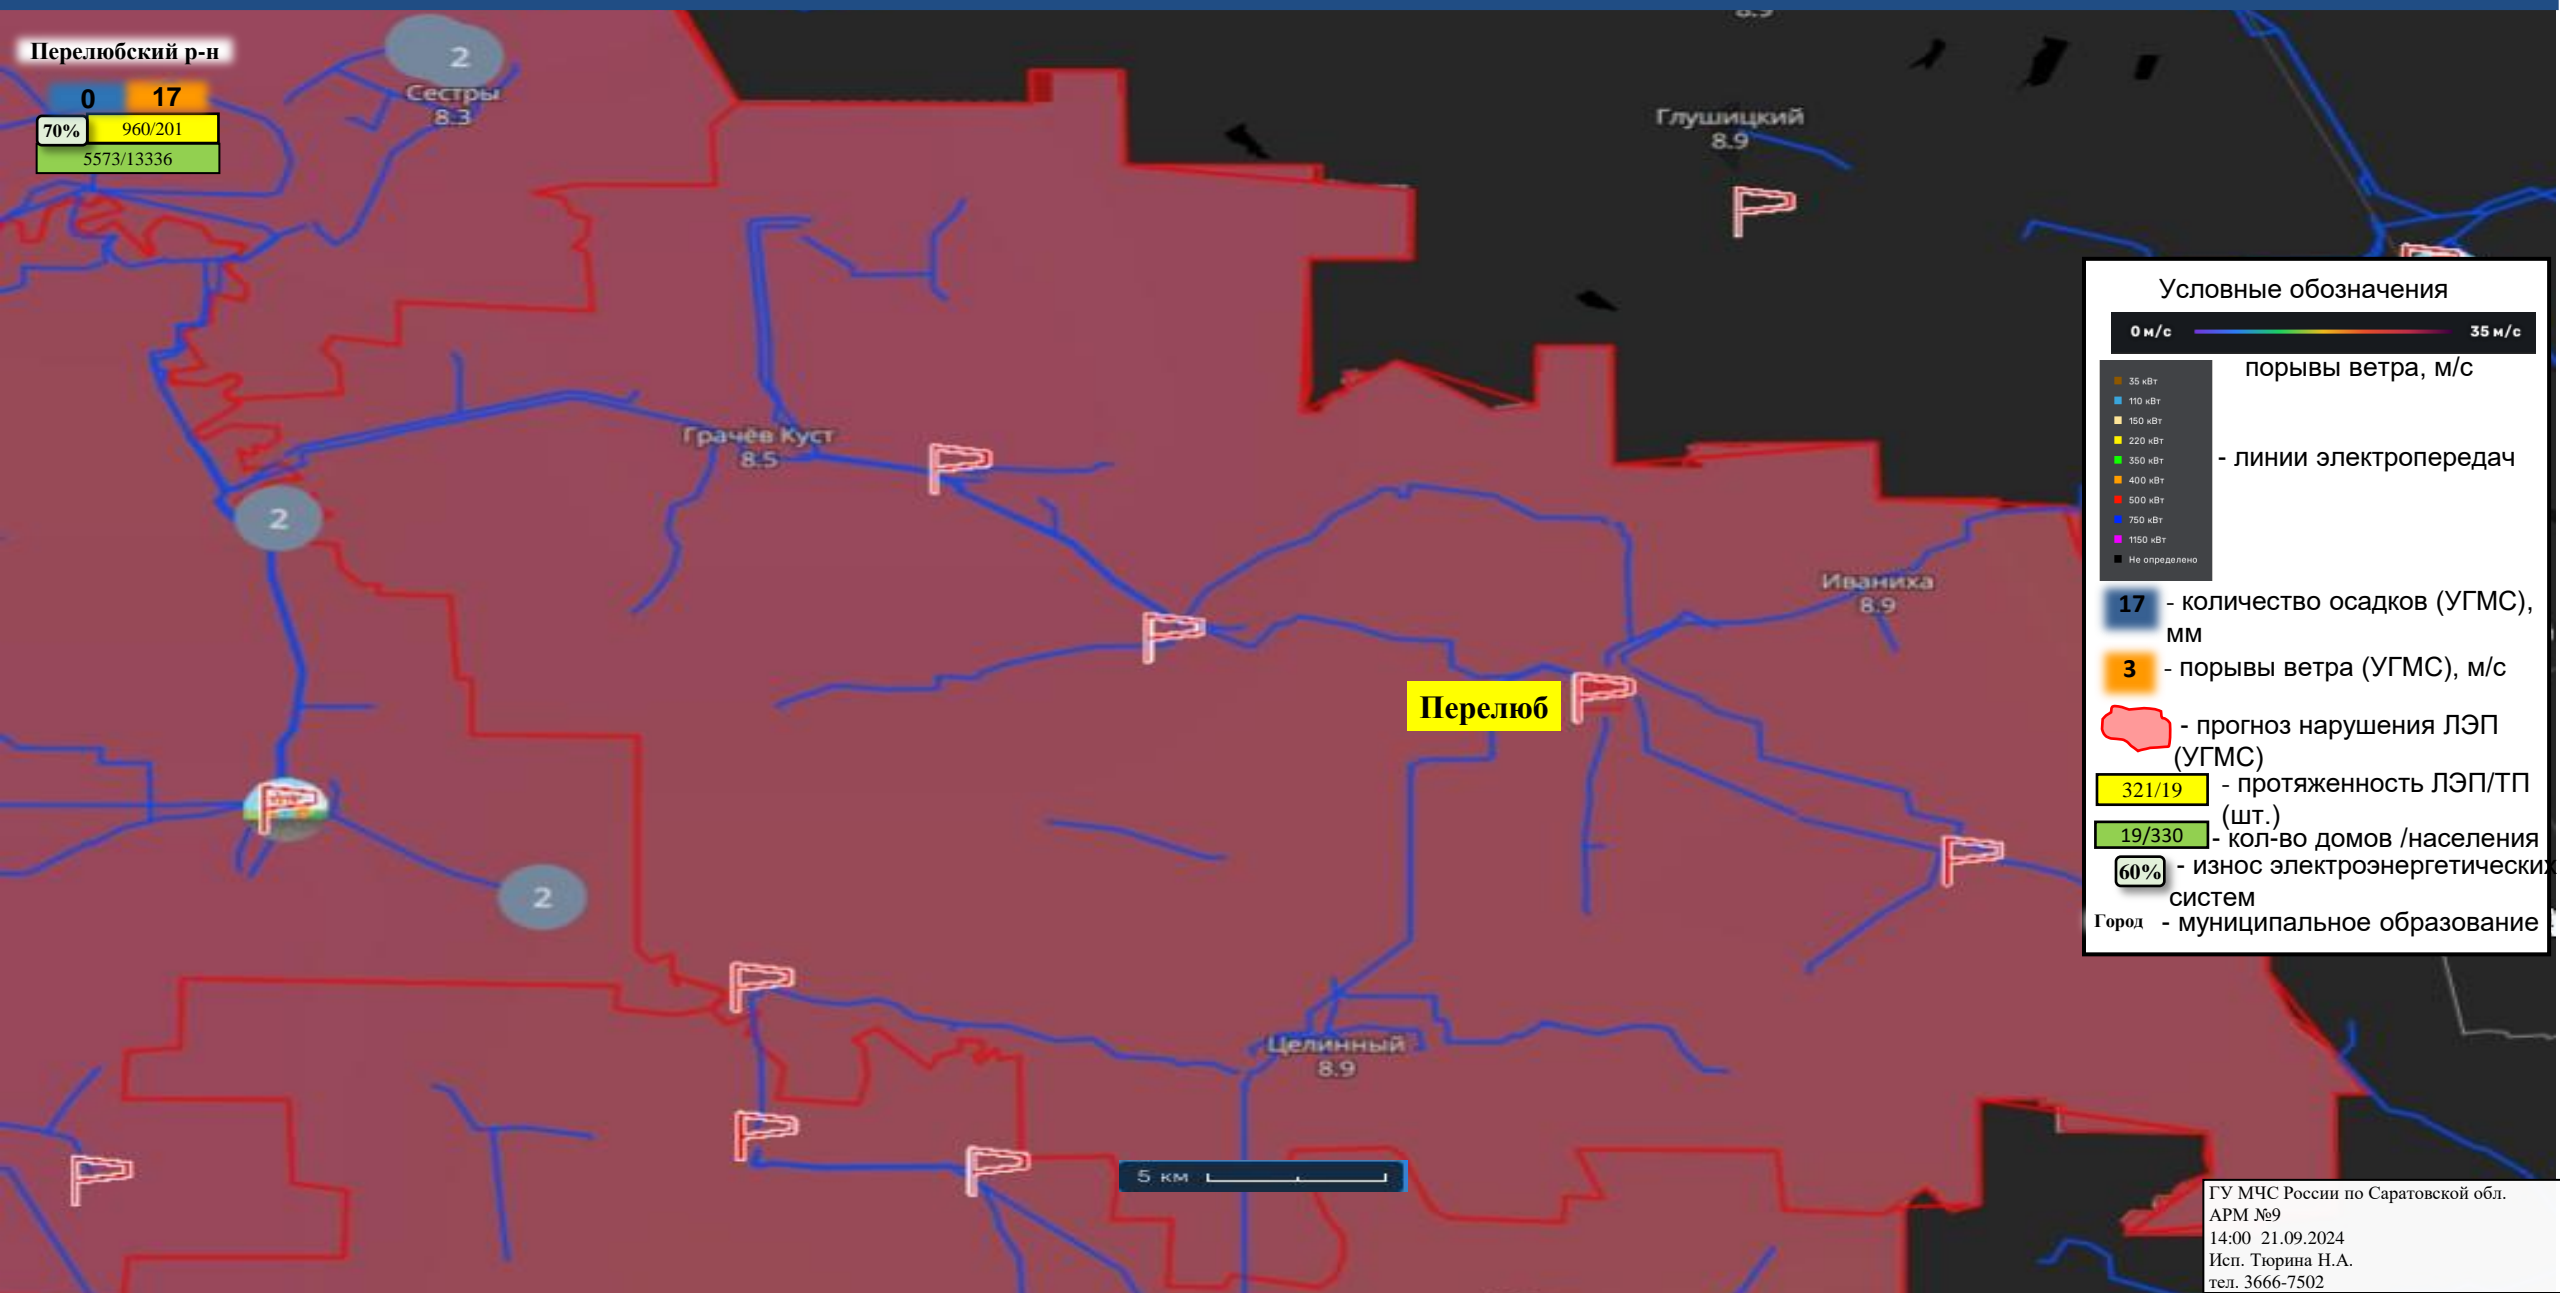 8.9
Перелюбский р-н
0 17
70% 960/201
5573/13336
2
Сестры
8.3
Глушицкий
8.9
Грачёв Куст
8.5
2
Иваниха
8.9
Перелюб
2
Целинный
8.9
5 км
Условные обозначения
0 м/с 35 м/с
порывы ветра, м/с
35 кВт
110 кВт
150 кВт
220 кВт
350 кВт
400 кВт
500 кВт
750 кВт
1150 кВт
Не определено
- линии электропередач
17 - количество осадков (УГМС),
мм
3 - порывы ветра (УГМС), м/с
- прогноз нарушения ЛЭП
(УГМС)
321/19 - протяженность ЛЭП/ТП
(шт.)
19/330 - кол-во домов /населения
60% - износ электроэнергетических
систем
Город - муниципальное образование
ГУ МЧС России по Саратовской обл.
АРМ №9
14:00 21.09.2024
Исп. Тюрина Н.А.
тел. 3666-7502